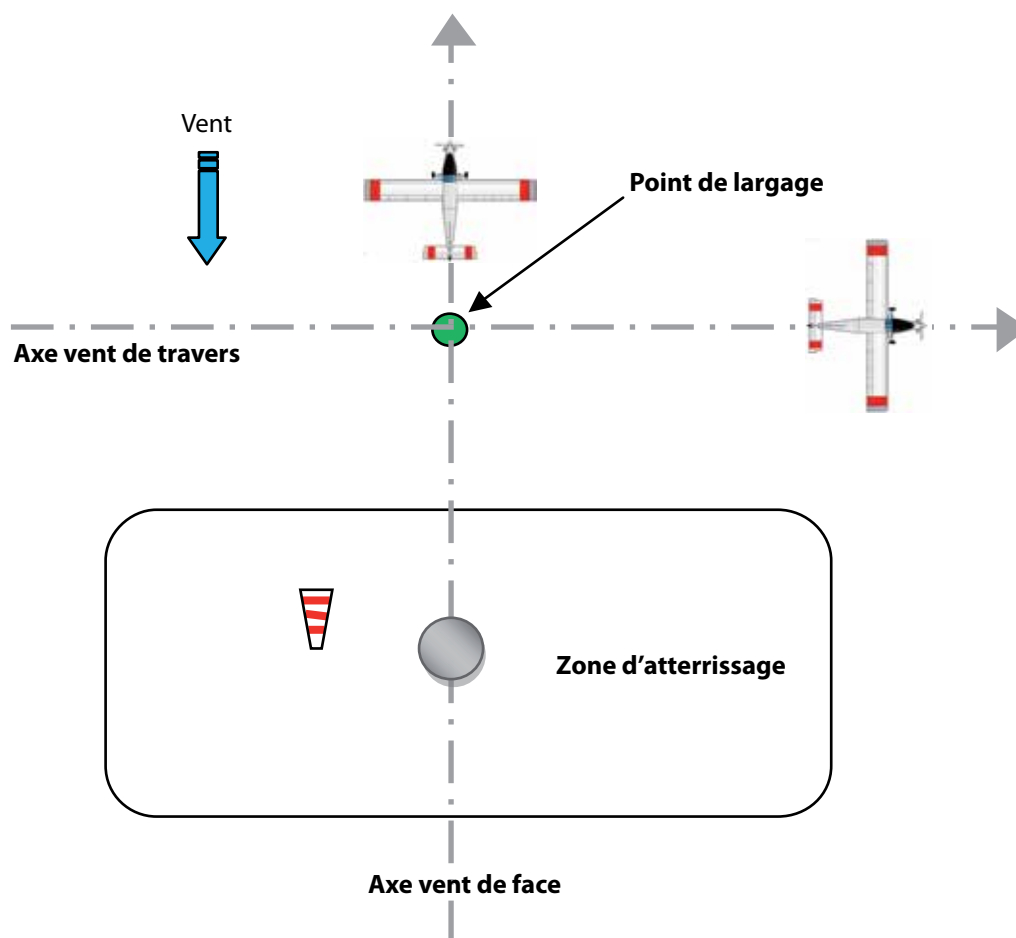 Vent
Point de largage
Axe vent de travers
Zone d'atterrissage
Axe vent de face